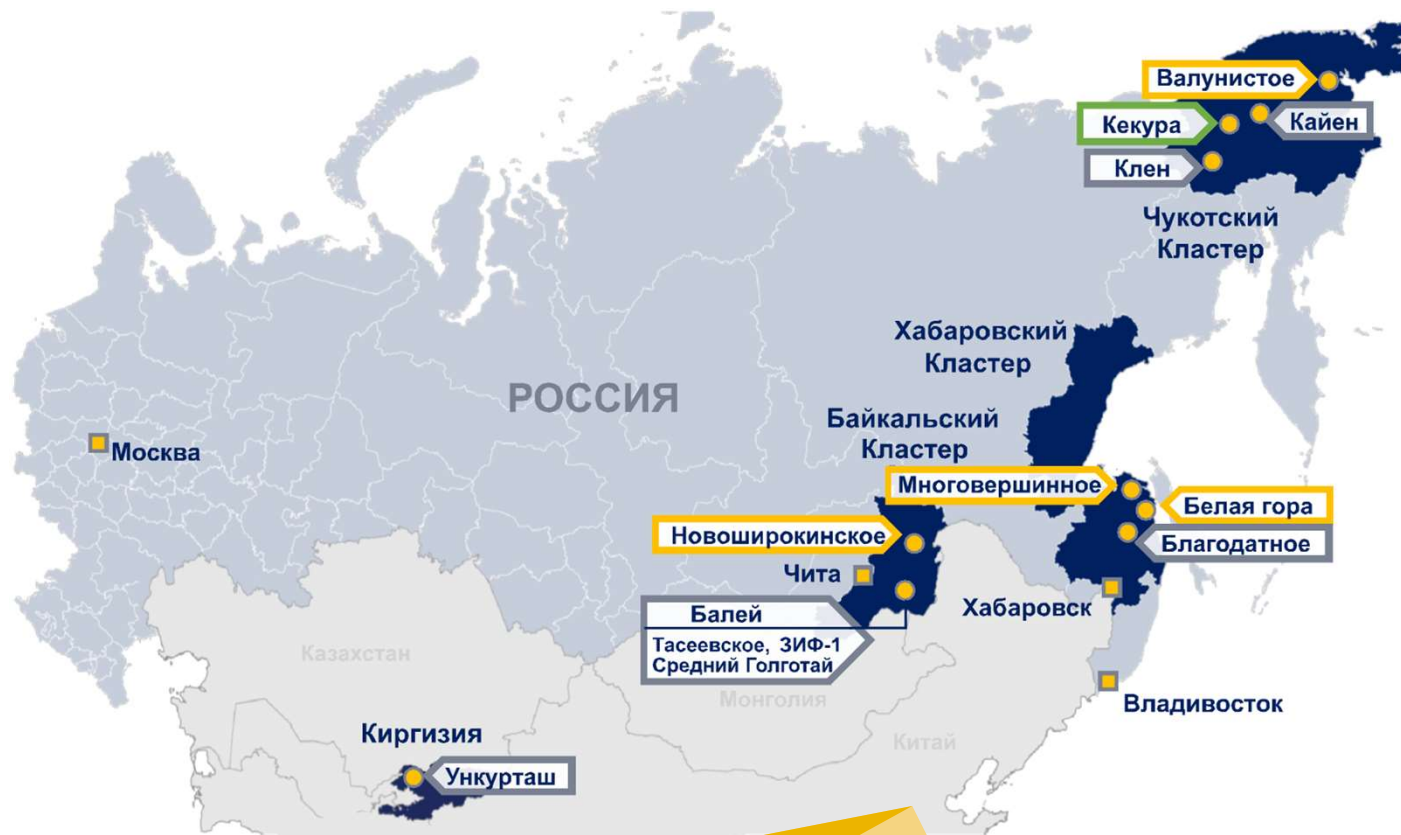 Валунистое
Кекура
Кайен
Клен
Чукотский
Кластер
Хабаровский
Кластер
РОССИЯ
Байкальский
Кластер
Москва
Многовершинное
Белая гора
Новоширокинское
Благодатное
Чита
Хабаровск
Балей
Тасеевское, ЗИФ-1
Средний Голготай
Казахстан
Монголия
Владивосток
Киргизия
Китай
Ункурташ